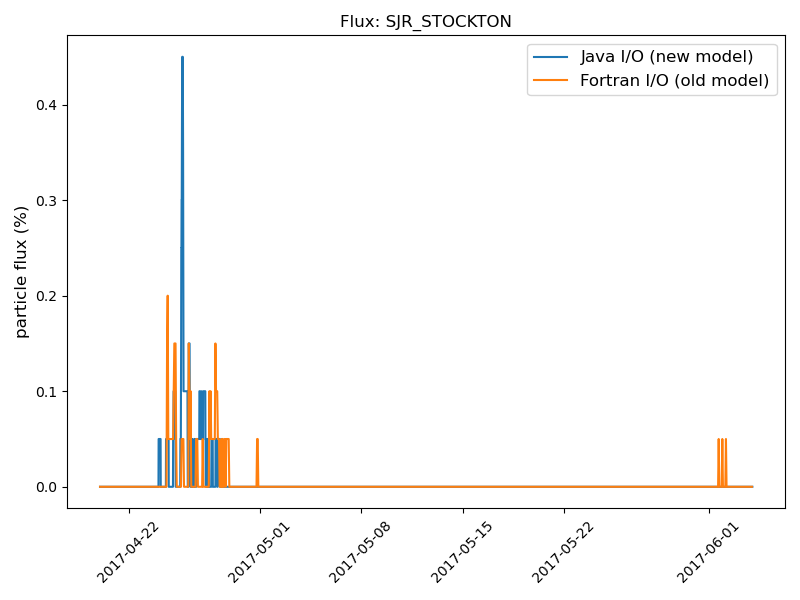 Flux: SJR_STOCKTON
Java I/O (new model)
Fortran I/O (old model)
particle flux (%)
0.4
0.3
0.2
0.1
0.0
2017-04-22
2017-05-01
2017-05-08
2017-05-15
2017-05-22
2017-06-01